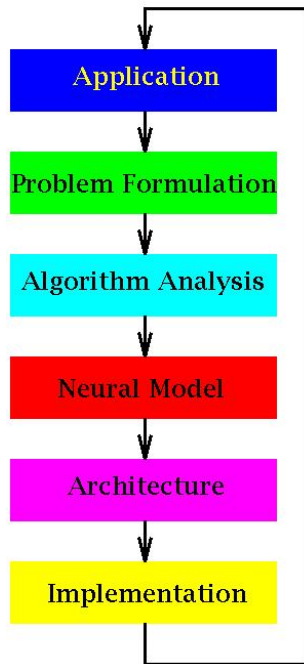 Application
Problem Formulation
Algorithm Analysis
Neural Model
Architecture
Implementation